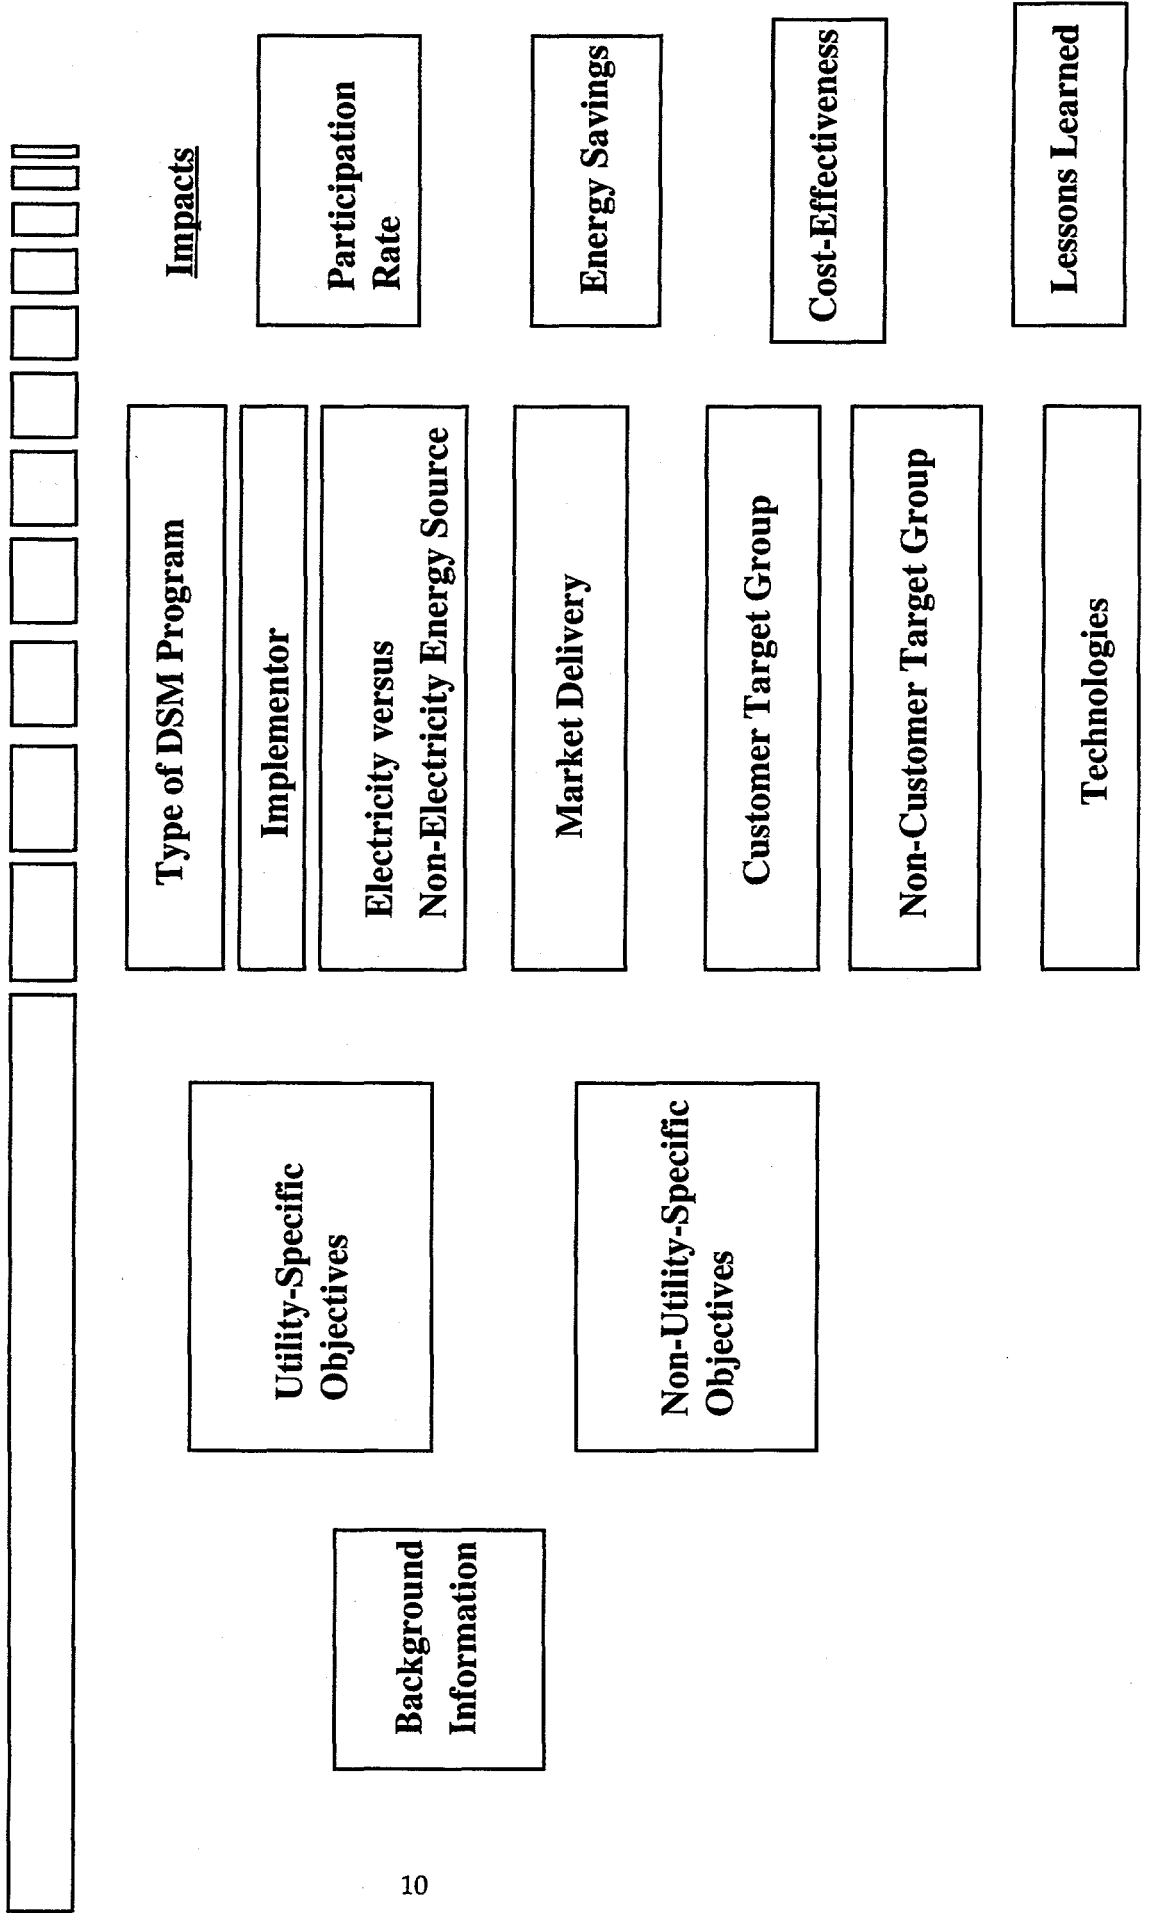 Background
Information
Utility-Specific
Objectives
Non-Utility-Specific
Objectives
Type of DSM Program
Implementor
Electricity versus
Non-Electricity Energy Source
Market Delivery
Customer Target Group
Non-Customer Target Group
Technologies
Impacts
Participation
Rate
Energy Savings
Cost-Effectiveness
Lessons Learned
10